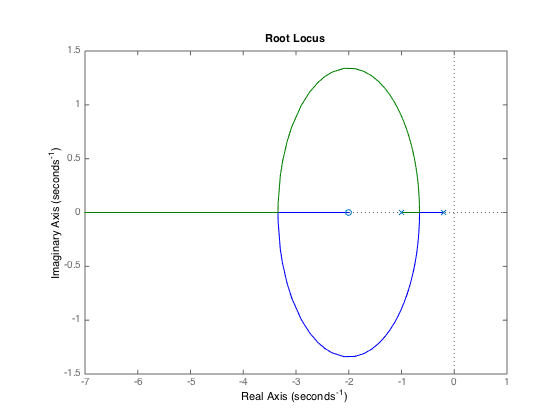 Root Locus
Imaginary Axis (seconds⁻¹)
1.5
1
0.5
0
-0.5
-1
-1.5
-7 -6 -5 -4 -3 -2 -1 0 1
Real Axis (seconds⁻¹)